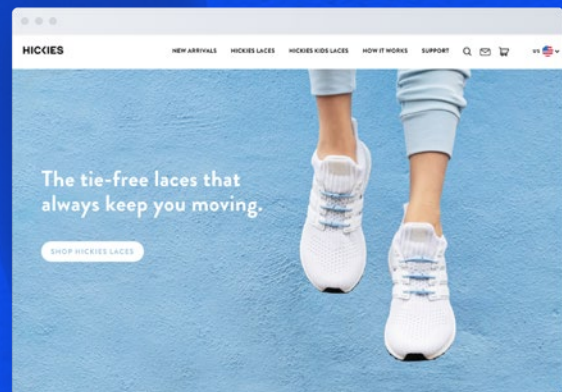 HICKIES
NEW ARRIVALS HICKIES LACES HICKIES KIDS LACES HOW IT WORKS SUPPORT US
The tie-free laces that
always keep you moving.
SHOP HICKIES LACES